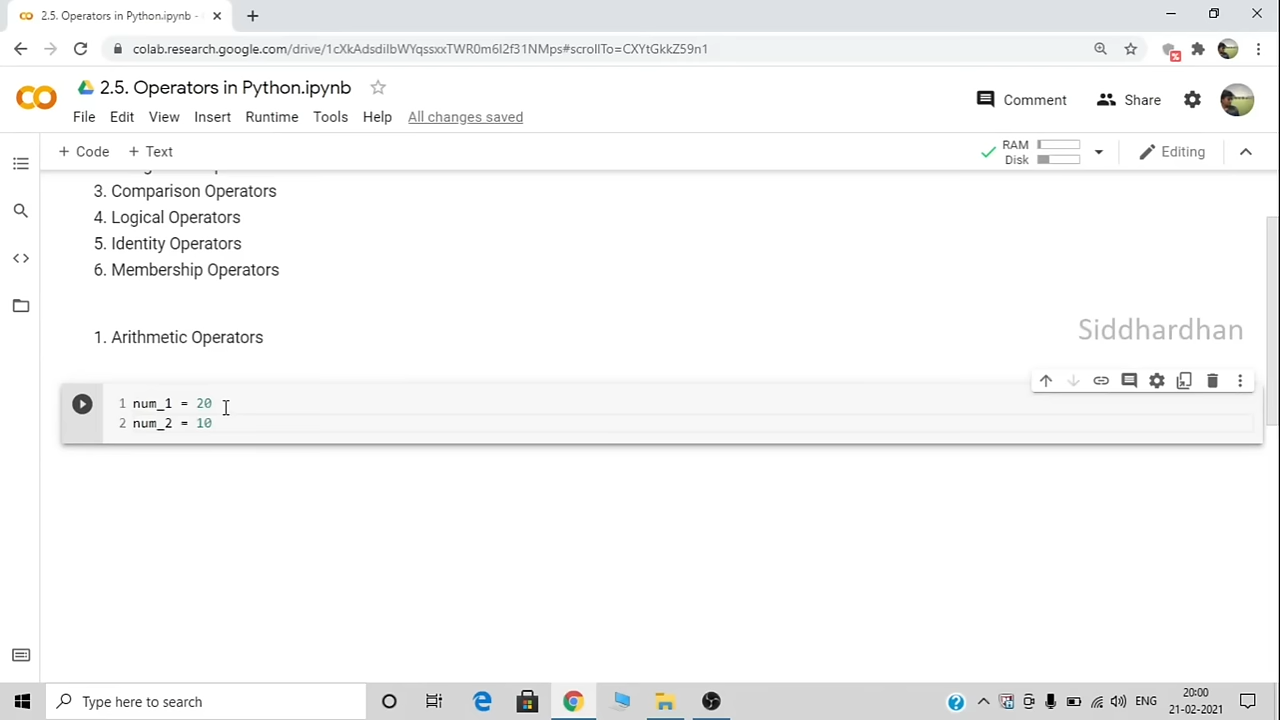 2.5. Operators in Python.ipynb -
colab.research.google.com/drive/1cXkAdsdiIbWYqssxxTWR0m6I2f31NMps#scrollTo=CXYtGkkZ59n1
2.5. Operators in Python.ipynb
Comment
Share
File Edit View Insert Runtime Tools Help All changes saved
+ Code + Text
RAM
Disk
Editing
3. Comparison Operators
4. Logical Operators
5. Identity Operators
6. Membership Operators
Siddhardhan
1. Arithmetic Operators
1 num_1 = 20
2 num_2 = 10
Type here to search
ENG
20:00
21-02-2021